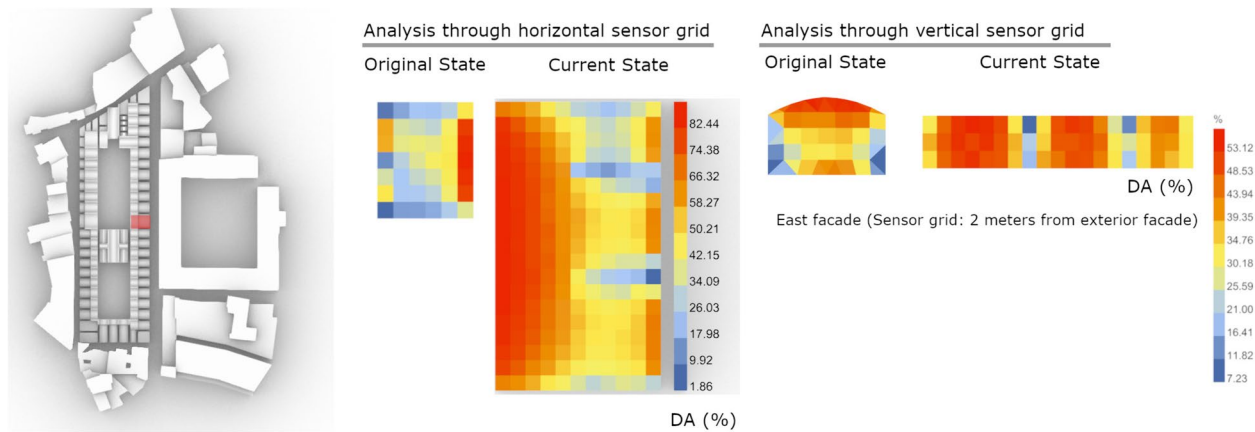 Analysis through horizontal sensor grid
Original State
Current State
82.44
74.38
66.32
58.27
50.21
42.15
34.09
26.03
17.98
9.92
1.86
DA (%)
Analysis through vertical sensor grid
Original State
Current State
DA (%)
East facade (Sensor grid: 2 meters from exterior facade)
%
53.12
48.53
43.94
39.35
34.76
30.18
25.59
21.00
16.41
11.82
7.23